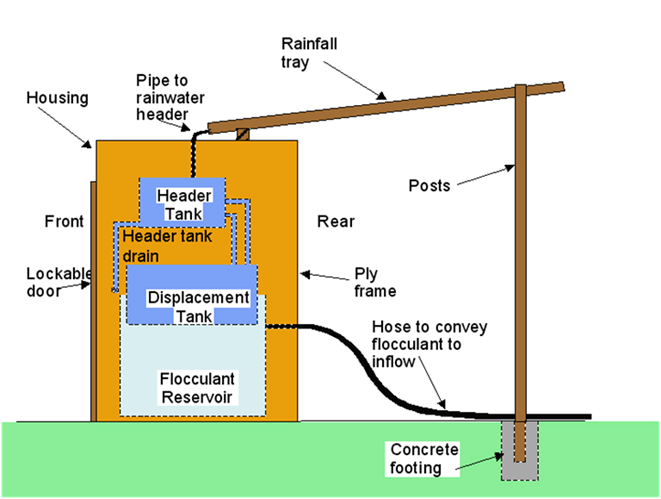 Rainfall
tray
Pipe to
rainwater
header
Housing
Posts
Header
Tank
Front
Rear
Header tank
drain
Lockable
door
Ply
frame
Displacement
Tank
Hose to convey
flocculant to
inflow
Flocculant
Reservoir
Concrete
footing